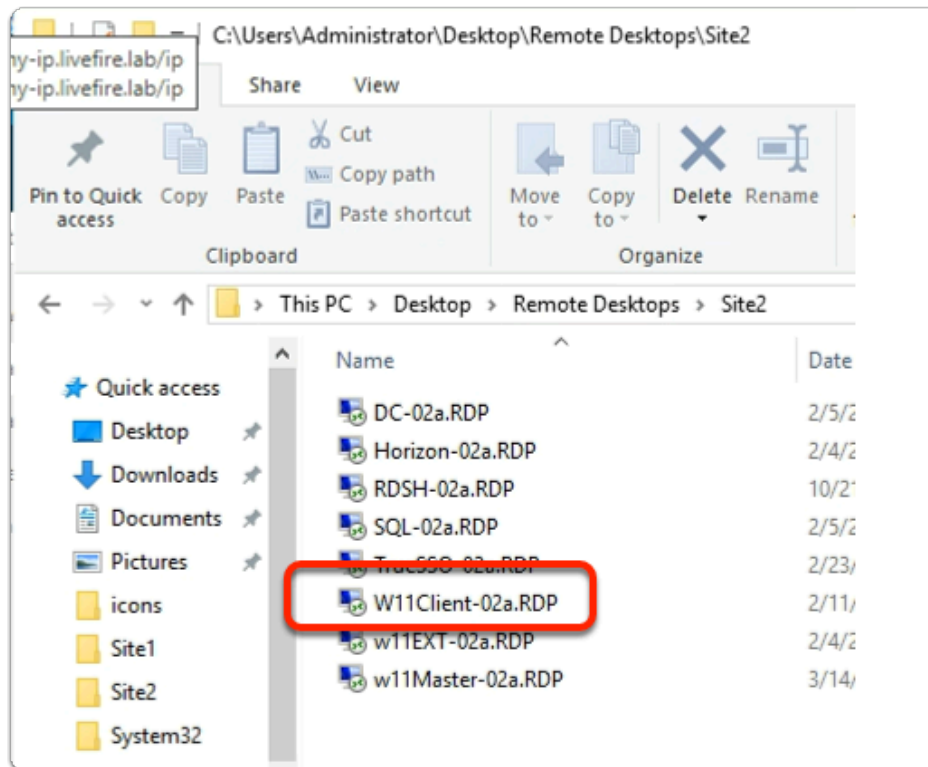 C:\Users\Administrator\Desktop\Remote Desktops\Site2
ny-ip.livefire.lab/ip
ny-ip.livefire.lab/ip
Share View
Pin to Quick access
Copy
Paste
Cut
Copy path
Paste shortcut
Move to
Copy to
Delete
Rename
Clipboard
Organize
This PC > Desktop > Remote Desktops > Site2
Name Date
Quick access
Desktop
Downloads
Documents
Pictures
icons
Site1
Site2
System32
DC-02a.RDP 2/5/2
Horizon-02a.RDP 2/4/2
RDSH-02a.RDP 10/21
SQL-02a.RDP 2/5/2
TrueSSO-02a.RDP 2/23/
W11Client-02a.RDP 2/11/
w11EXT-02a.RDP 2/4/2
w11Master-02a.RDP 3/14/